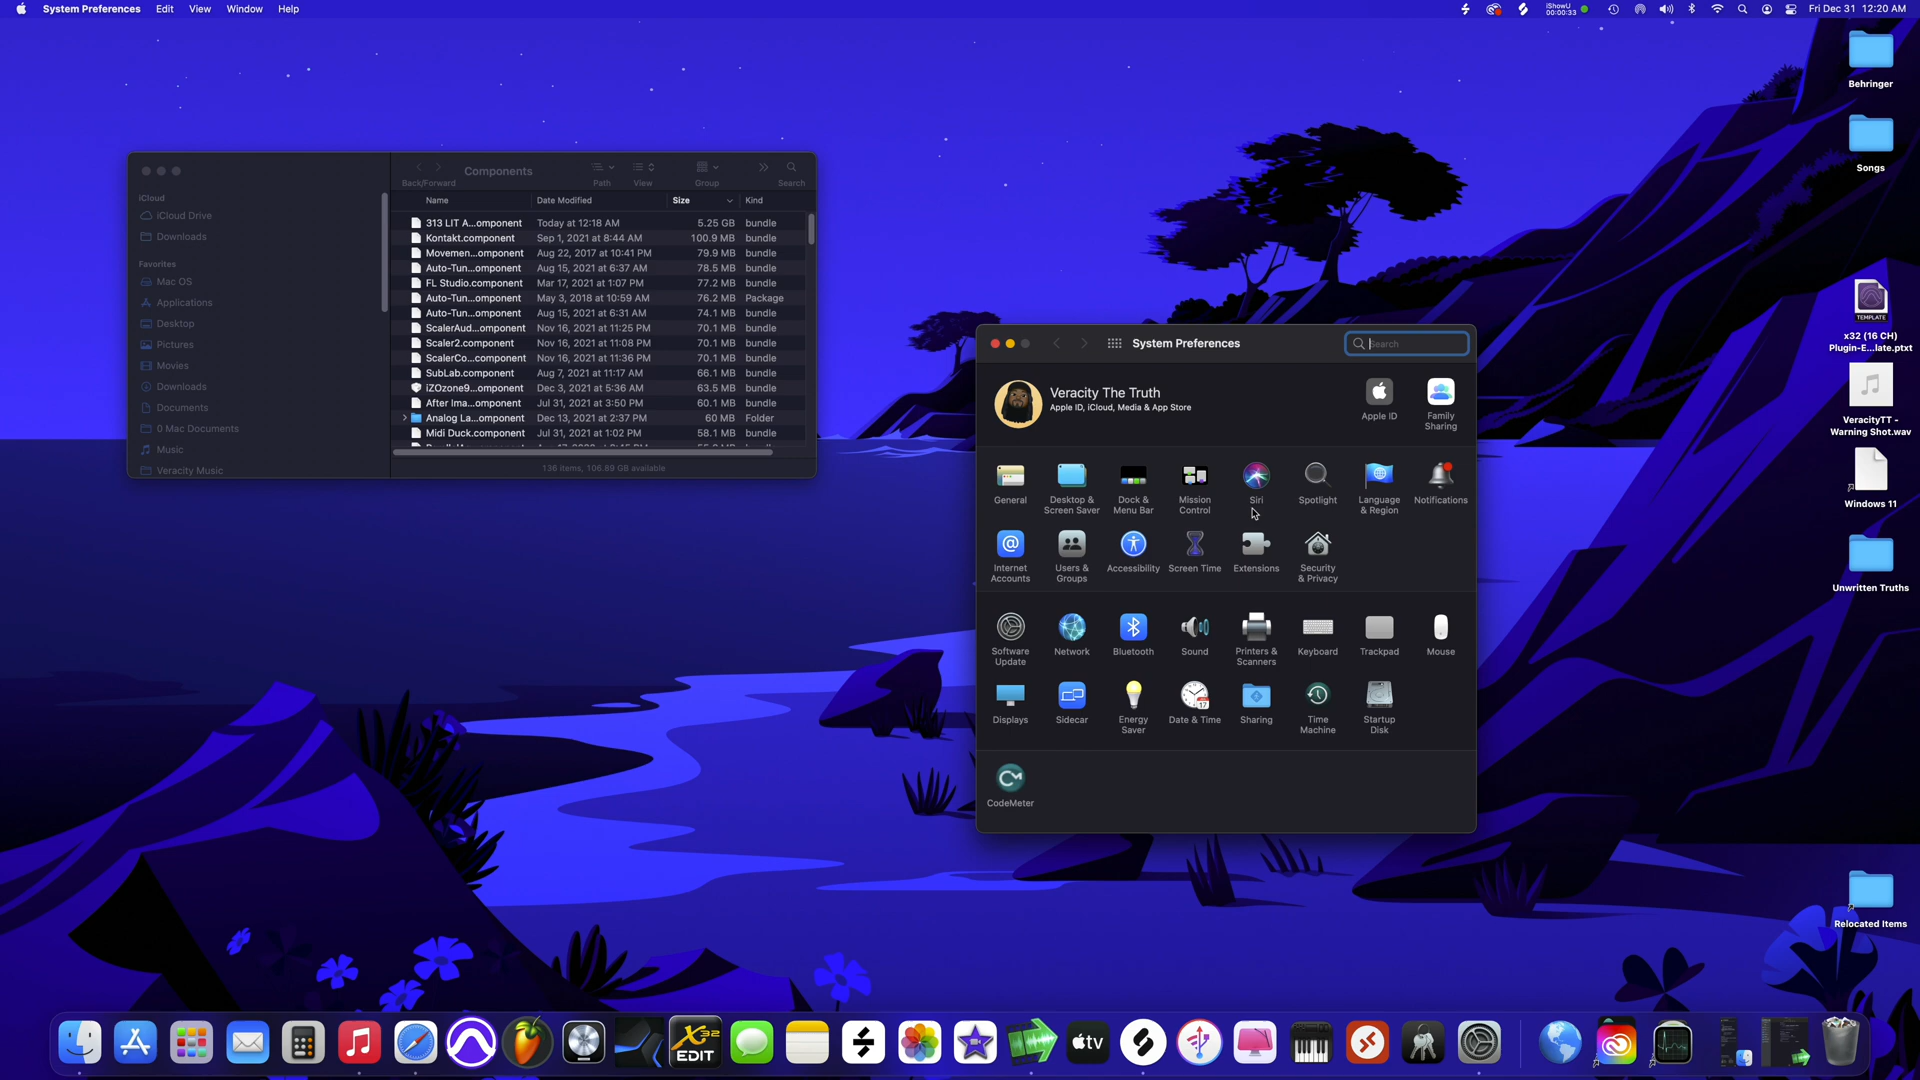 System Preferences Edit View Window Help
iShowU
00:00:33
Fri Dec 31 12:20 AM
Behringer
Songs
TEMPLATE
x32 (16 CH)
Plugin-E...late.ptxt
VeracityTT -
Warning Shot.wav
Windows 11
Unwritten Truths
Relocated Items
iCloud
iCloud Drive
Downloads
Favorites
Mac OS
Applications
Desktop
Pictures
Movies
Downloads
Documents
0 Mac Documents
Music
Veracity Music
Components
Back/Forward Path View Group Search
Name Date Modified Size Kind
313 LIT A...omponent Today at 12:18 AM 5.25 GB bundle
Kontakt.component Sep 1, 2021 at 8:44 AM 100.9 MB bundle
Movemen...omponent Aug 22, 2017 at 10:41 PM 79.9 MB bundle
Auto-Tun...omponent Aug 15, 2021 at 6:37 AM 78.5 MB bundle
FL Studio.component Mar 17, 2021 at 1:07 PM 77.2 MB bundle
Auto-Tun...omponent May 3, 2018 at 10:59 AM 76.2 MB Package
Auto-Tun...omponent Aug 15, 2021 at 6:31 AM 74.1 MB bundle
ScalerAud...omponent Nov 16, 2021 at 11:25 PM 70.1 MB bundle
Scaler2.component Nov 16, 2021 at 11:08 PM 70.1 MB bundle
ScalerCo...component Nov 16, 2021 at 11:36 PM 70.1 MB bundle
SubLab.component Aug 7, 2021 at 11:17 AM 66.1 MB bundle
iZOzone9...omponent Dec 3, 2021 at 5:36 AM 63.5 MB bundle
After Ima...omponent Jul 31, 2021 at 3:50 PM 60.1 MB bundle
Analog La...omponent Dec 13, 2021 at 2:37 PM 60 MB Folder
Midi Duck.component Jul 31, 2021 at 1:02 PM 58.1 MB bundle
136 items, 106.89 GB available
System Preferences
Search
Veracity The Truth
Apple ID, iCloud, Media & App Store
Apple ID
Family
Sharing
General
Desktop &
Screen Saver
Dock &
Menu Bar
Mission
Control
Siri
Spotlight
Language
& Region
Notifications
Internet
Accounts
Users &
Groups
Accessibility
Screen Time
Extensions
Security
& Privacy
Software
Update
Network
Bluetooth
Sound
Printers &
Scanners
Keyboard
Trackpad
Mouse
Displays
Sidecar
Energy
Saver
17
Date & Time
Sharing
Time
Machine
Startup
Disk
CodeMeter
X32
EDIT
tv